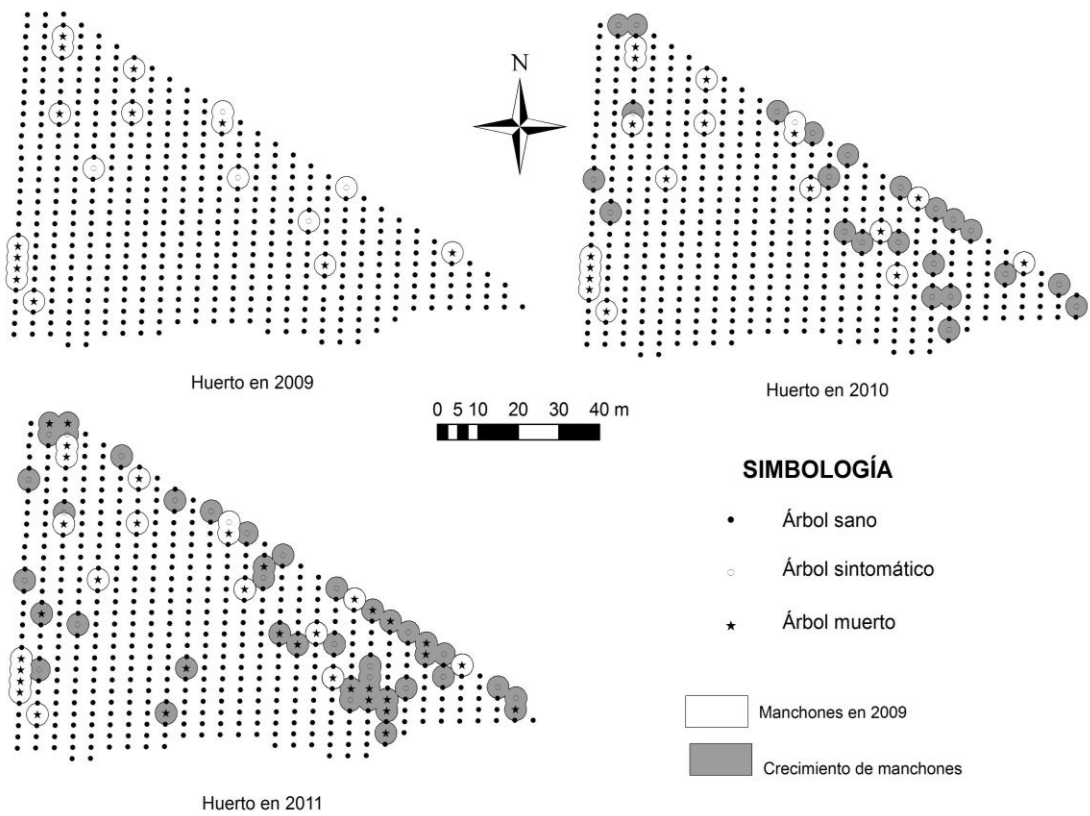 N
Huerto en 2009
Huerto en 2010
0 5 10 20 30 40 m
SIMBOLOGÍA
Árbol sano
Árbol sintomático
Árbol muerto
Manchones en 2009
Crecimiento de manchones
Huerto en 2011